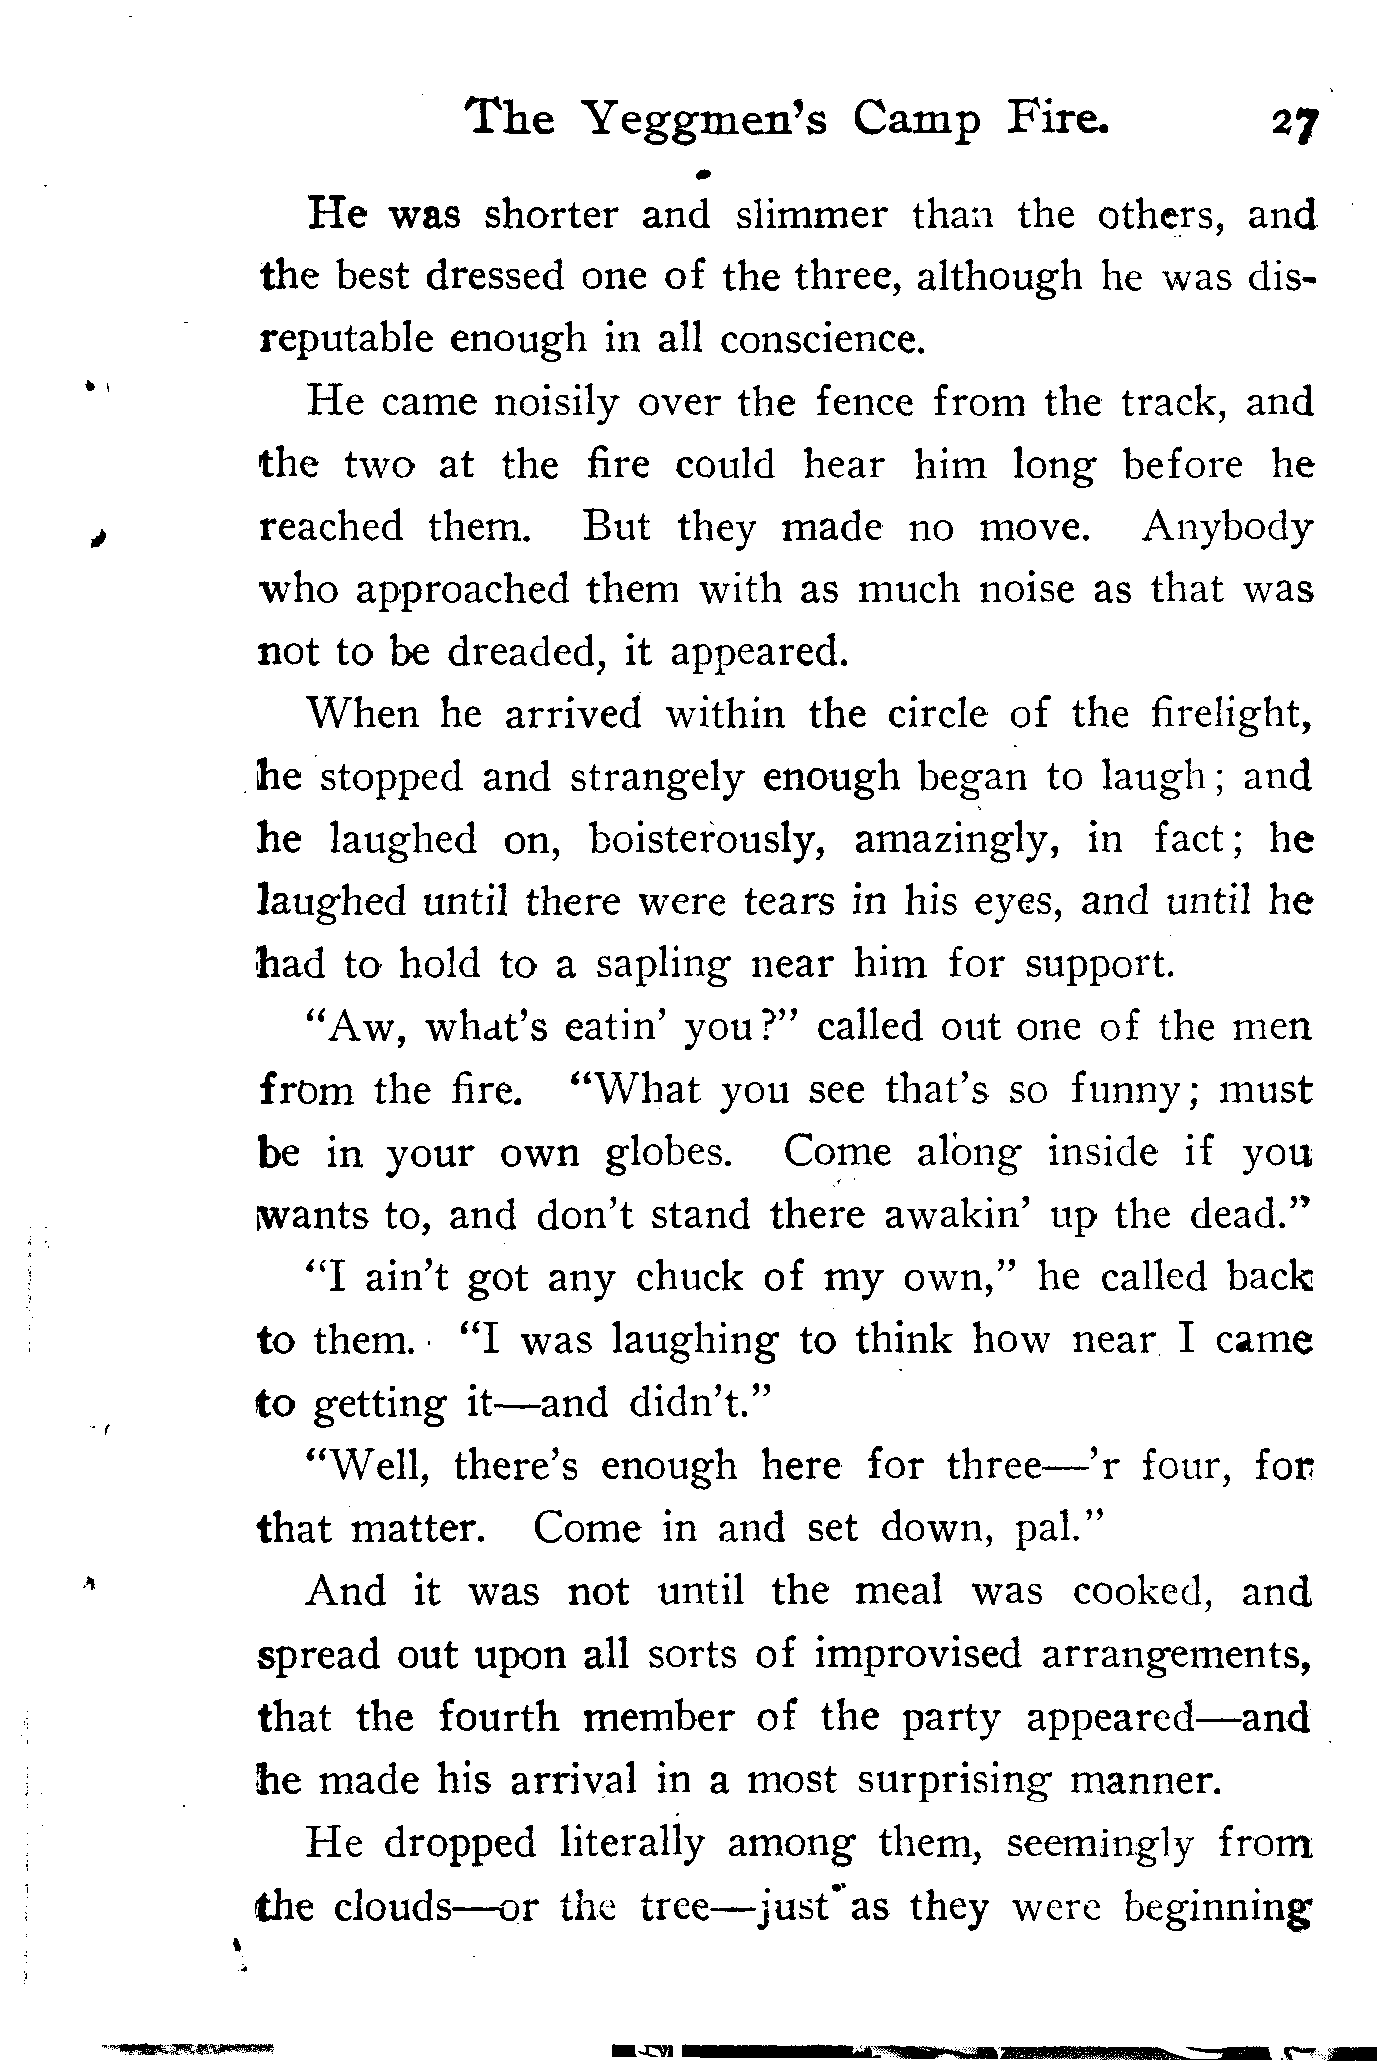 The Yeggmen's Camp Fire. 27
He was shorter and slimmer than the others, and
the best dressed one of the three, although he was dis-
reputable enough in all conscience.
He came noisily over the fence from the track, and
the two at the fire could hear him long before he
reached them. But they made no move. Anybody
who approached them with as much noise as that was
not to be dreaded, it appeared.
When he arrived within the circle of the firelight,
he stopped and strangely enough began to laugh; and
he laughed on, boisterously, amazingly, in fact; he
laughed until there were tears in his eyes, and until he
had to hold to a sapling near him for support.
"Aw, what's eatin' you?" called out one of the men
from the fire. "What you see that's so funny; must
be in your own globes. Come along inside if you
wants to, and don't stand there awakin' up the dead."
"I ain't got any chuck of my own," he called back
to them. "I was laughing to think how near I came
to getting it—and didn't."
"Well, there's enough here for three—'r four, for
that matter. Come in and set down, pal."
And it was not until the meal was cooked, and
spread out upon all sorts of improvised arrangements,
that the fourth member of the party appeared—and
he made his arrival in a most surprising manner.
He dropped literally among them, seemingly from
the clouds—or the tree—just as they were beginning